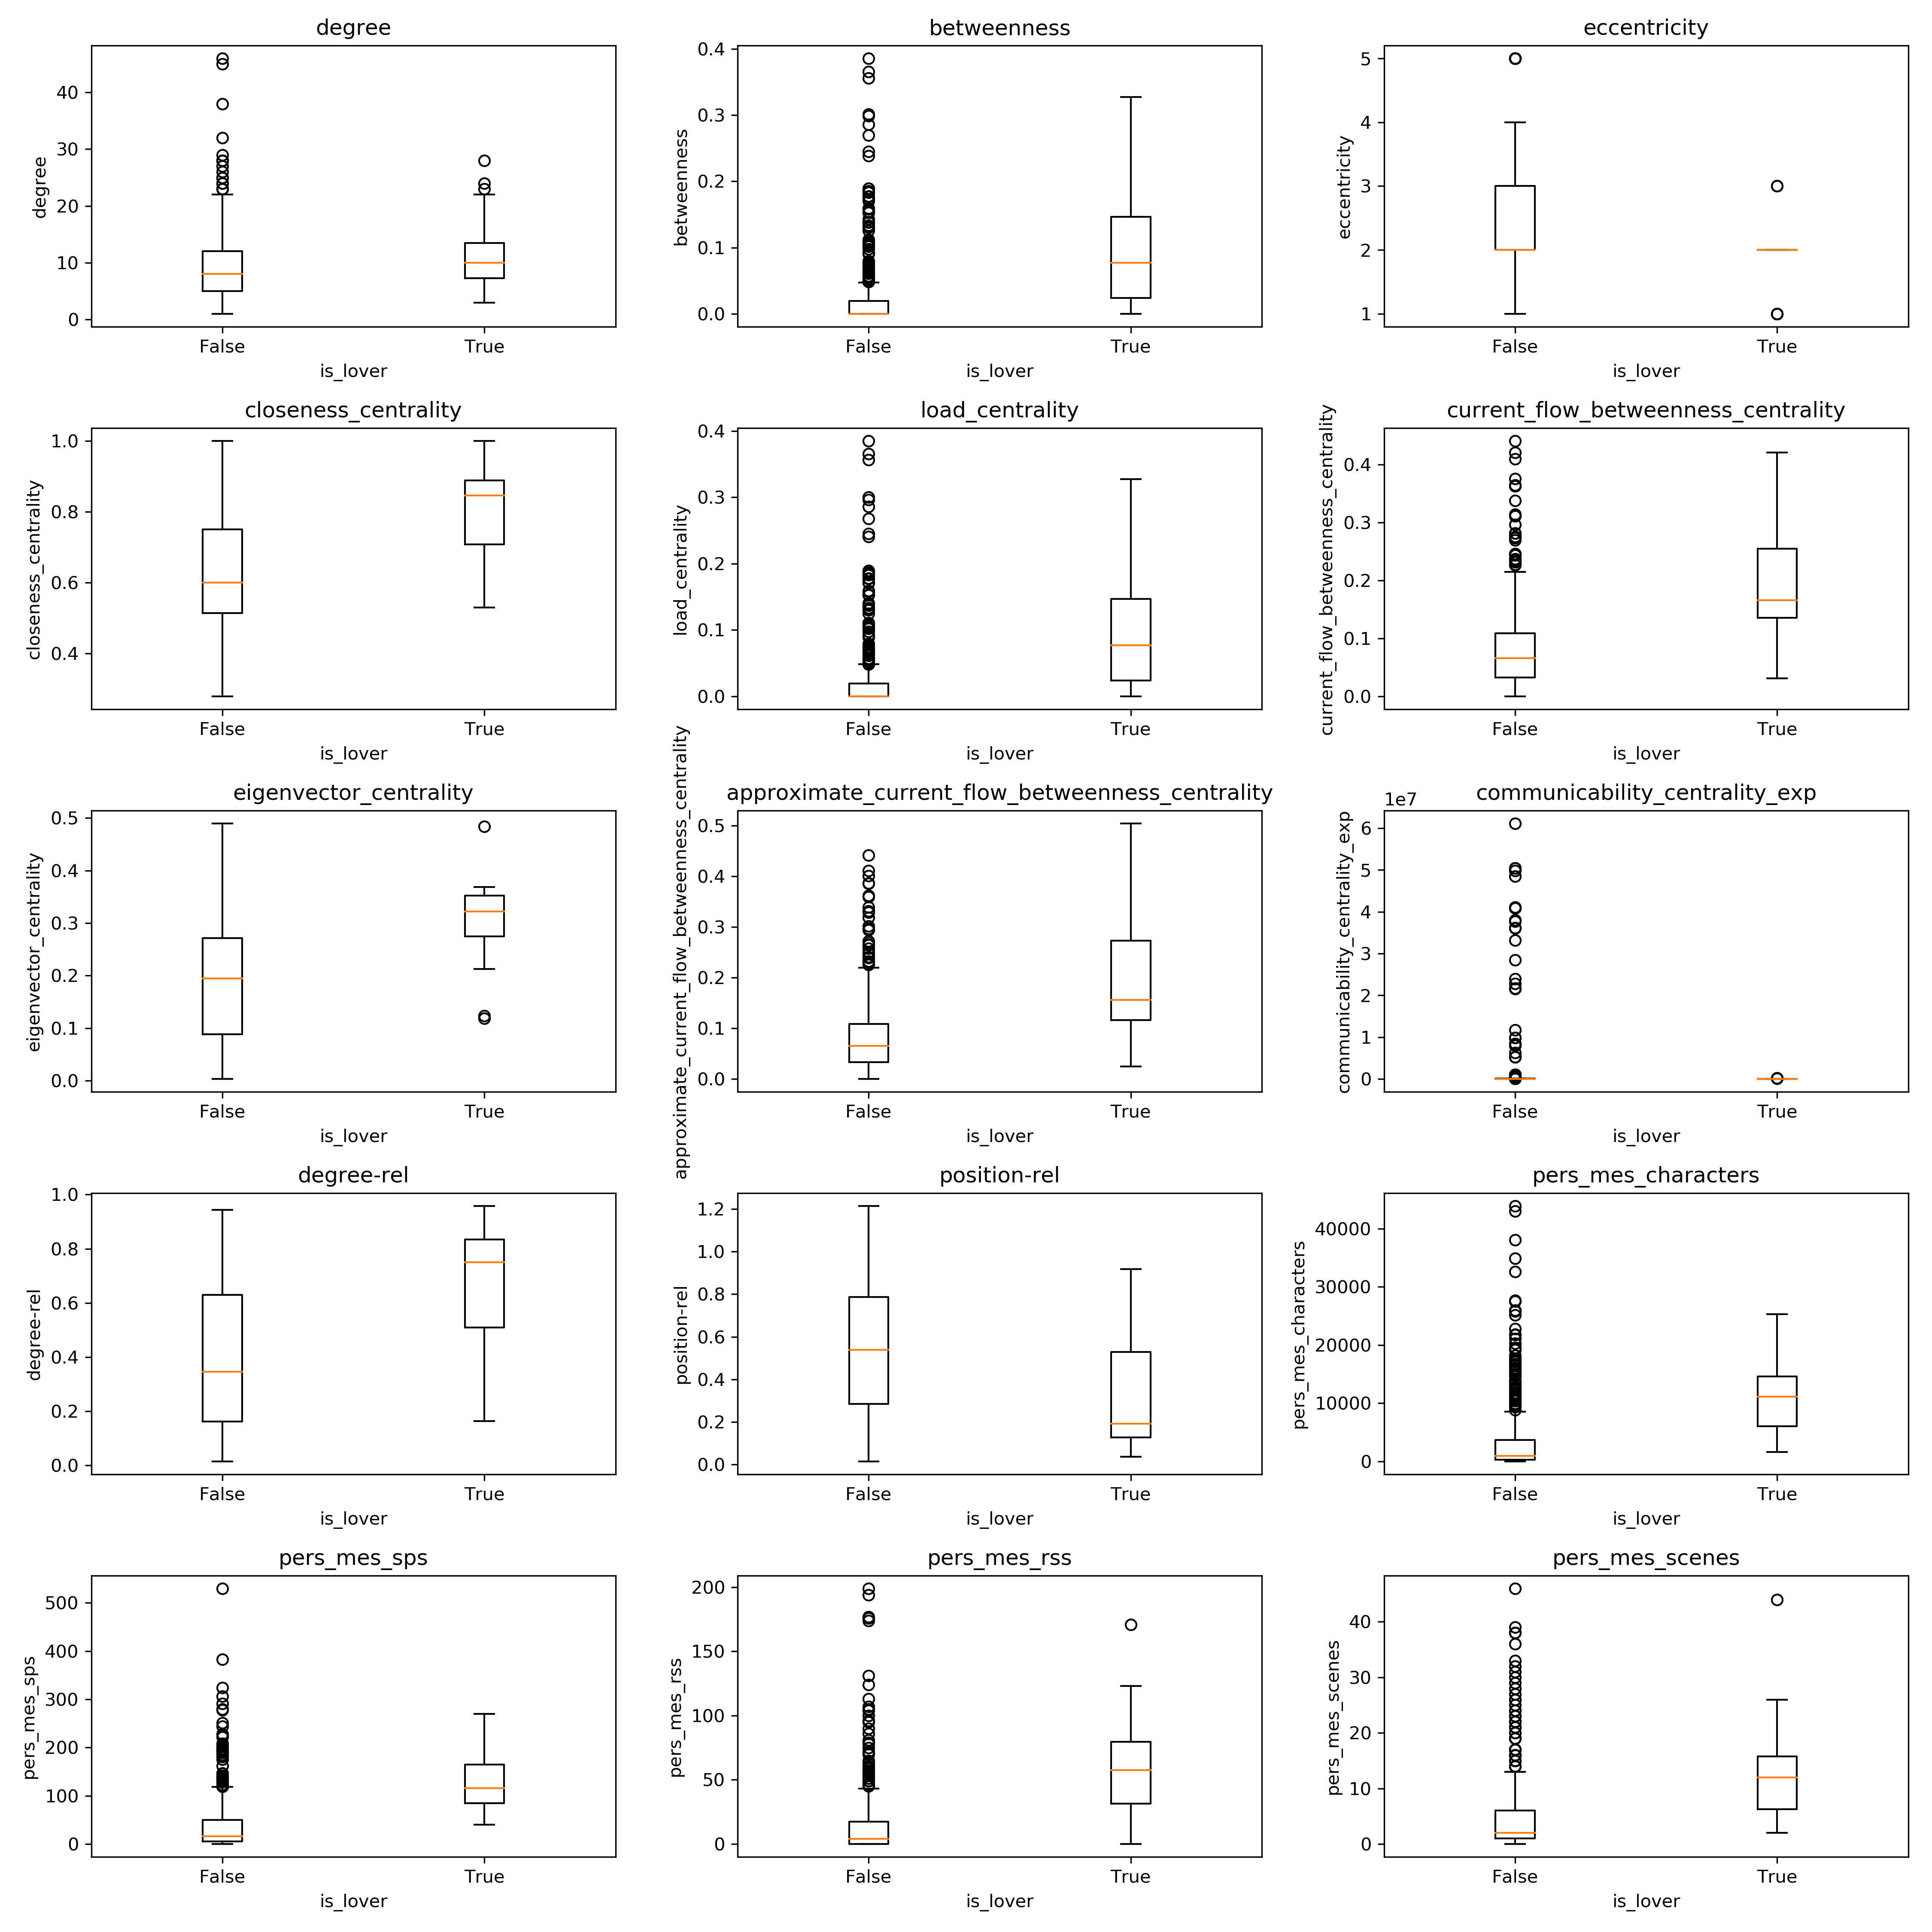 degree
betweenness
eccentricity
degree
40
30
20
10
0
False
True
is_lover
betweenness
0.4
0.3
0.2
0.1
0.0
False
True
is_lover
eccentricity
5
4
3
2
1
False
True
is_lover
closeness_centrality
load_centrality
current_flow_betweenness_centrality
closeness_centrality
1.0
0.8
0.6
0.4
False
True
is_lover
load_centrality
0.4
0.3
0.2
0.1
0.0
False
True
is_lover
current_flow_betweenness_centrality
0.4
0.3
0.2
0.1
0.0
False
True
is_lover
eigenvector_centrality
approximate_current_flow_betweenness_centrality
communicability_centrality_exp
eigenvector_centrality
0.5
0.4
0.3
0.2
0.1
0.0
False
True
is_lover
approximate_current_flow_betweenness_centrality
0.5
0.4
0.3
0.2
0.1
0.0
False
True
is_lover
communicability_centrality_exp
1e7
6
5
4
3
2
1
0
False
True
is_lover
degree-rel
position-rel
pers_mes_characters
degree-rel
1.0
0.8
0.6
0.4
0.2
0.0
False
True
is_lover
position-rel
1.2
1.0
0.8
0.6
0.4
0.2
0.0
False
True
is_lover
pers_mes_characters
40000
30000
20000
10000
0
False
True
is_lover
pers_mes_sps
pers_mes_rss
pers_mes_scenes
pers_mes_sps
500
400
300
200
100
0
False
True
is_lover
pers_mes_rss
200
150
100
50
0
False
True
is_lover
pers_mes_scenes
40
30
20
10
0
False
True
is_lover